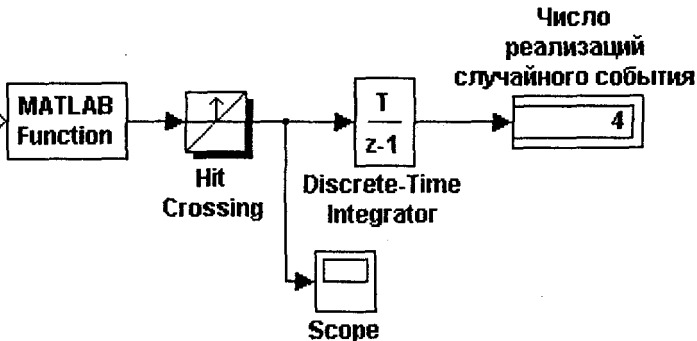 Число
реализаций
случайного события
MATLAB
Function
Hit
Crossing
T
z-1
Discrete-Time
Integrator
4
Scope